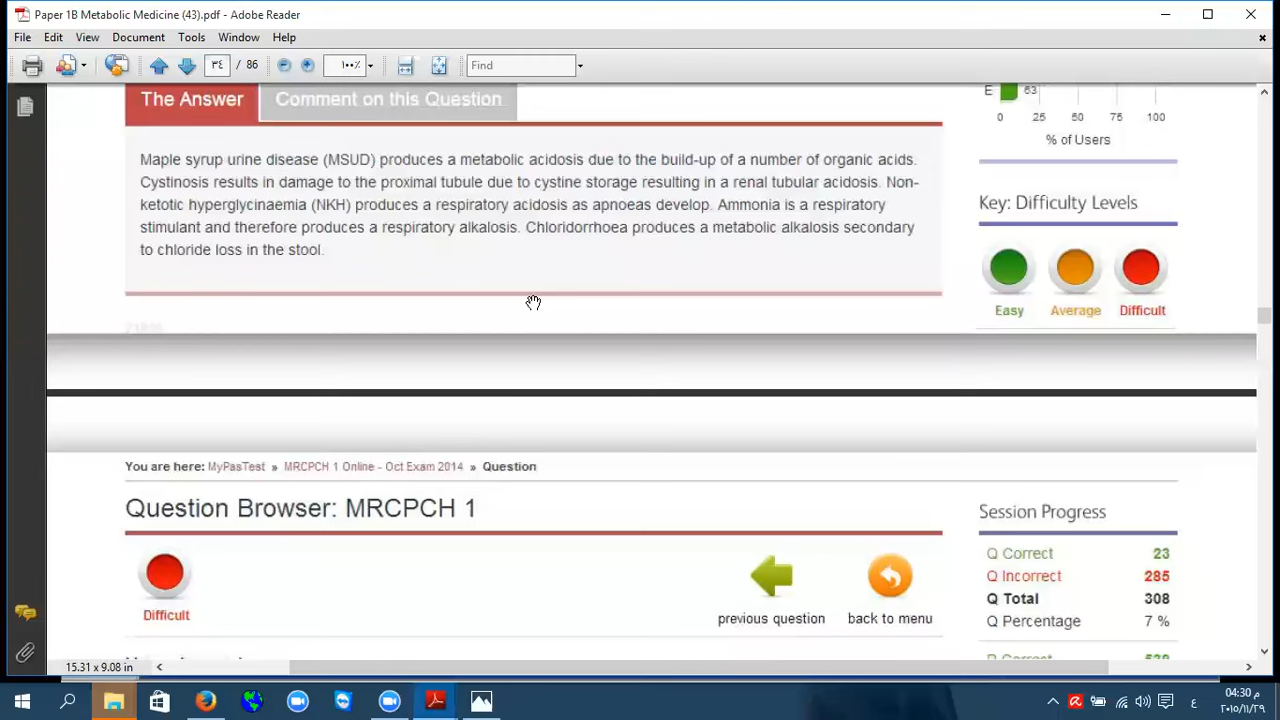 Paper 1B Metabolic Medicine (43).pdf - Adobe Reader
File Edit View Document Tools Window Help
٣٤ / 86 ١٠٠٪ Find
The Answer Comment on this Question
E 63
0 25 50 75 100
% of Users
Maple syrup urine disease (MSUD) produces a metabolic acidosis due to the build-up of a number of organic acids.
Cystinosis results in damage to the proximal tubule due to cystine storage resulting in a renal tubular acidosis. Non-
ketotic hyperglycinaemia (NKH) produces a respiratory acidosis as apnoeas develop. Ammonia is a respiratory
stimulant and therefore produces a respiratory alkalosis. Chloridorrhoea produces a metabolic alkalosis secondary
to chloride loss in the stool.
Key: Difficulty Levels
Easy Average Difficult
You are here: MyPasTest » MRCPCH 1 Online - Oct Exam 2014 » Question
Question Browser: MRCPCH 1
Difficult
previous question back to menu
Session Progress
Q Correct 23
Q Incorrect 285
Q Total 308
Q Percentage 7 %
15.31 x 9.08 in
ع
04:30 م
٢٠١٥/١١/٢٩